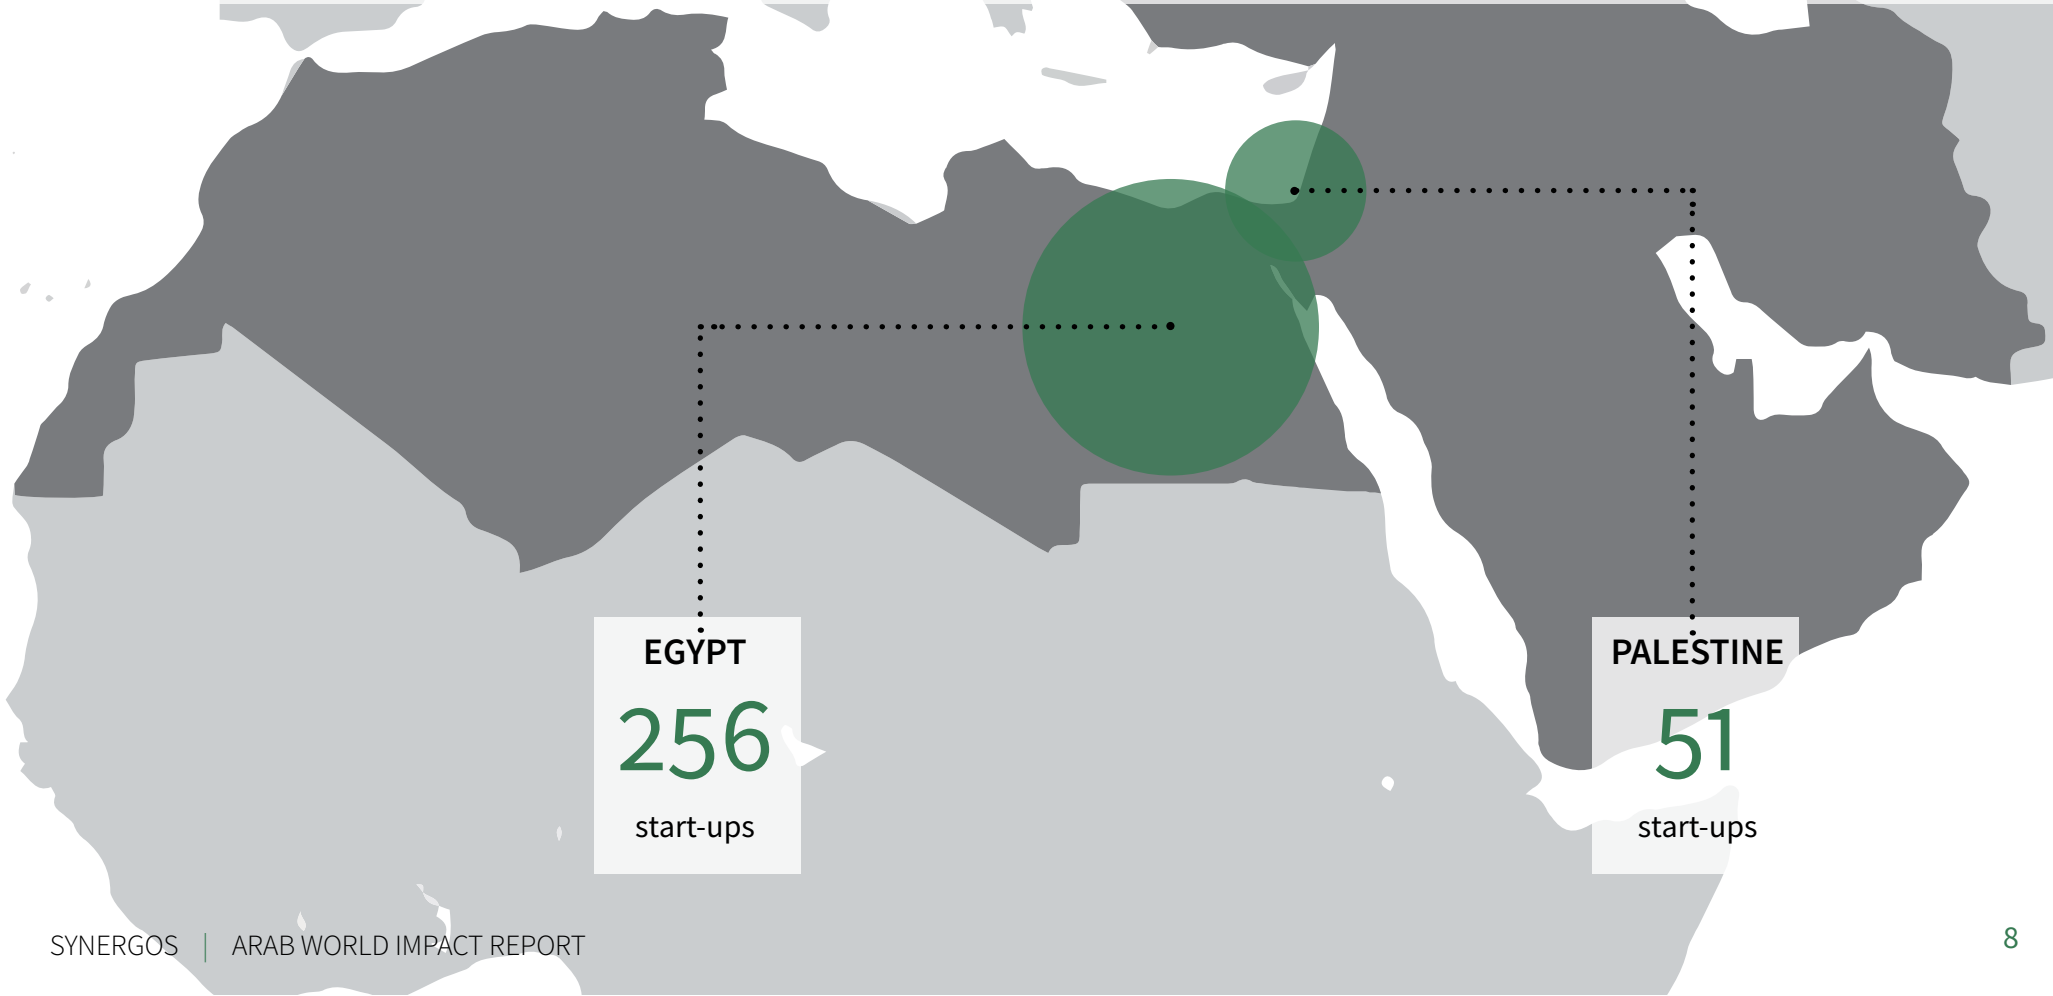 EGYPT
256
start-ups
PALESTINE
51
start-ups
SYNERGOS | ARAB WORLD IMPACT REPORT
8